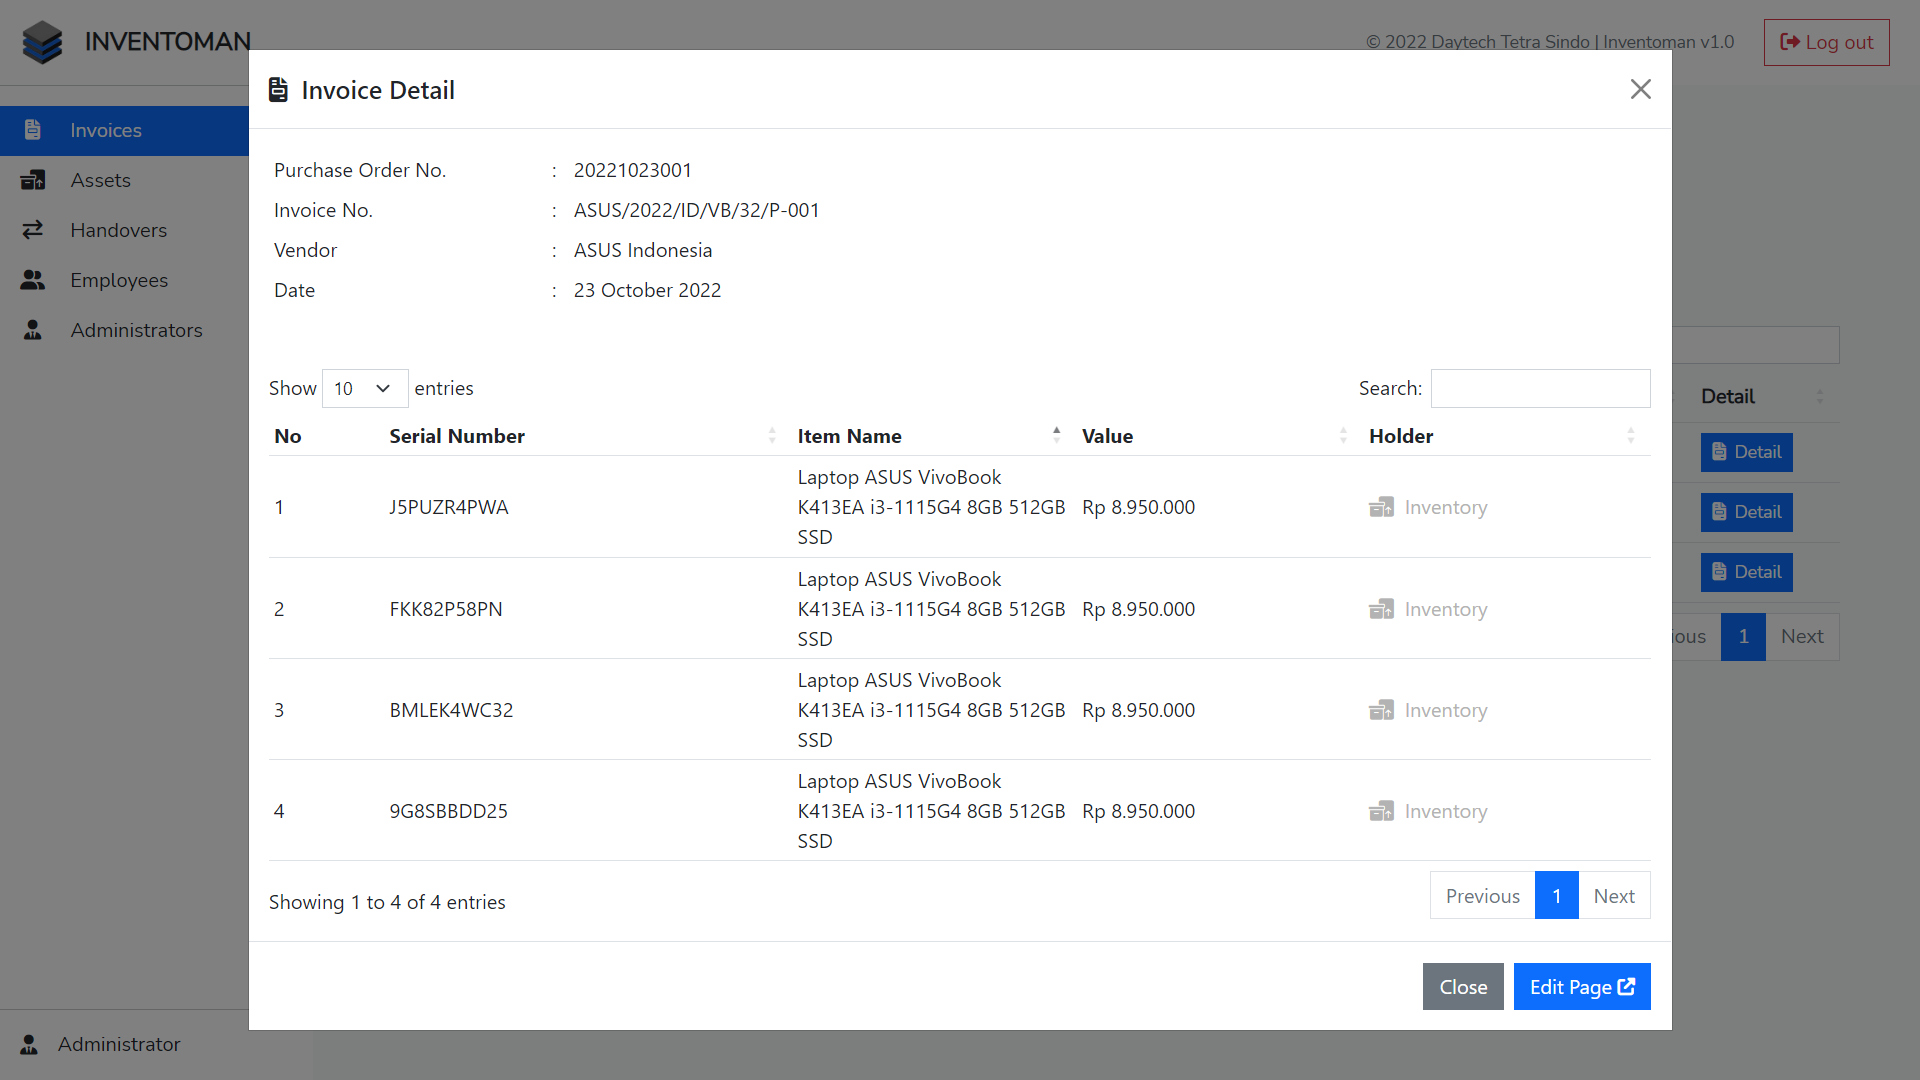 INVENTOMAN
© 2022 Daytech Tetra Sindo | Inventoman v1.0
Log out
Invoices
Assets
Handovers
Employees
Administrators
Invoice Detail
Purchase Order No. : 20221023001
Invoice No. : ASUS/2022/ID/VB/32/P-001
Vendor : ASUS Indonesia
Date : 23 October 2022
Show 10 entries
Search:
No Serial Number Item Name Value Holder
1 J5PUZR4PWA Laptop ASUS VivoBook
K413EA i3-1115G4 8GB 512GB
SSD
Rp 8.950.000 Inventory
2 FKK82P58PN Laptop ASUS VivoBook
K413EA i3-1115G4 8GB 512GB
SSD
Rp 8.950.000 Inventory
3 BMLEK4WC32 Laptop ASUS VivoBook
K413EA i3-1115G4 8GB 512GB
SSD
Rp 8.950.000 Inventory
4 9G8SBBDD25 Laptop ASUS VivoBook
K413EA i3-1115G4 8GB 512GB
SSD
Rp 8.950.000 Inventory
Showing 1 to 4 of 4 entries
Previous 1 Next
Close
Edit Page
Detail
Detail
Detail
Detail
1 Next
Administrator